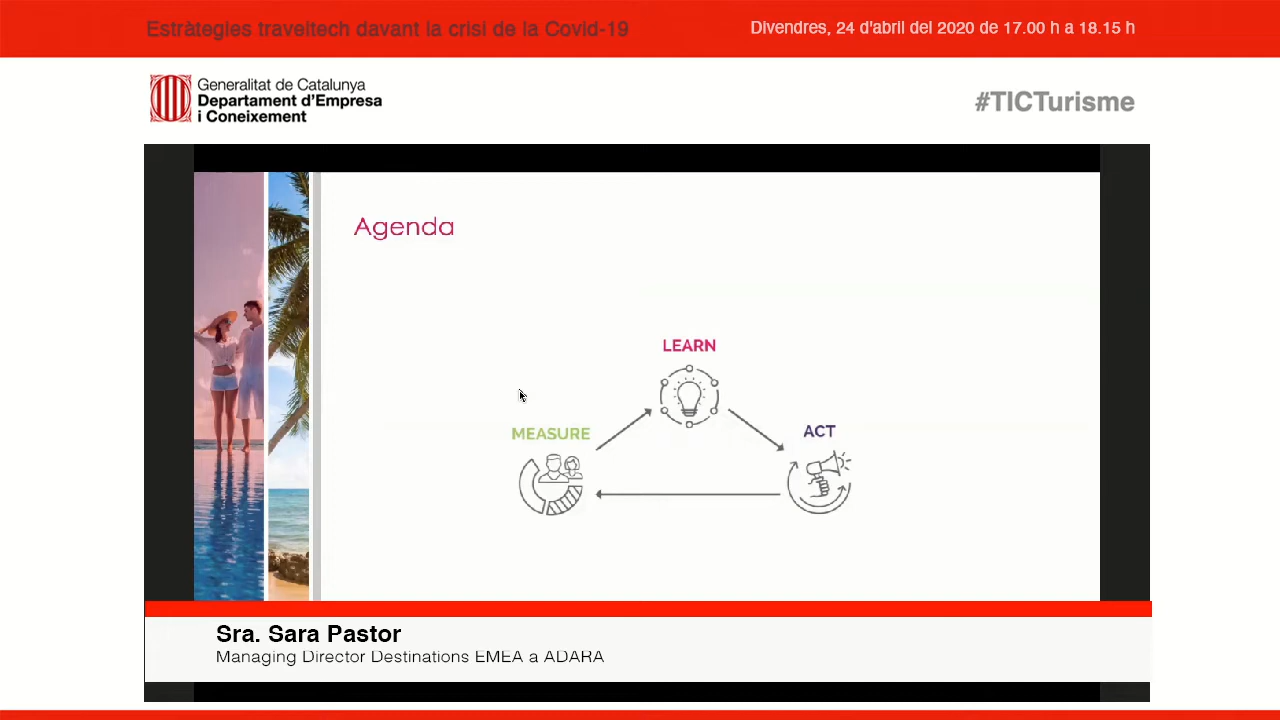 Estràtegies traveltech davant la crisi de la Covid-19
Divendres, 24 d'abril del 2020 de 17.00 h a 18.15 h
Generalitat de Catalunya
Departament d'Empresa
i Coneixement
#TICTurisme
Agenda
LEARN
MEASURE
ACT
Sra. Sara Pastor
Managing Director Destinations EMEA a ADARA